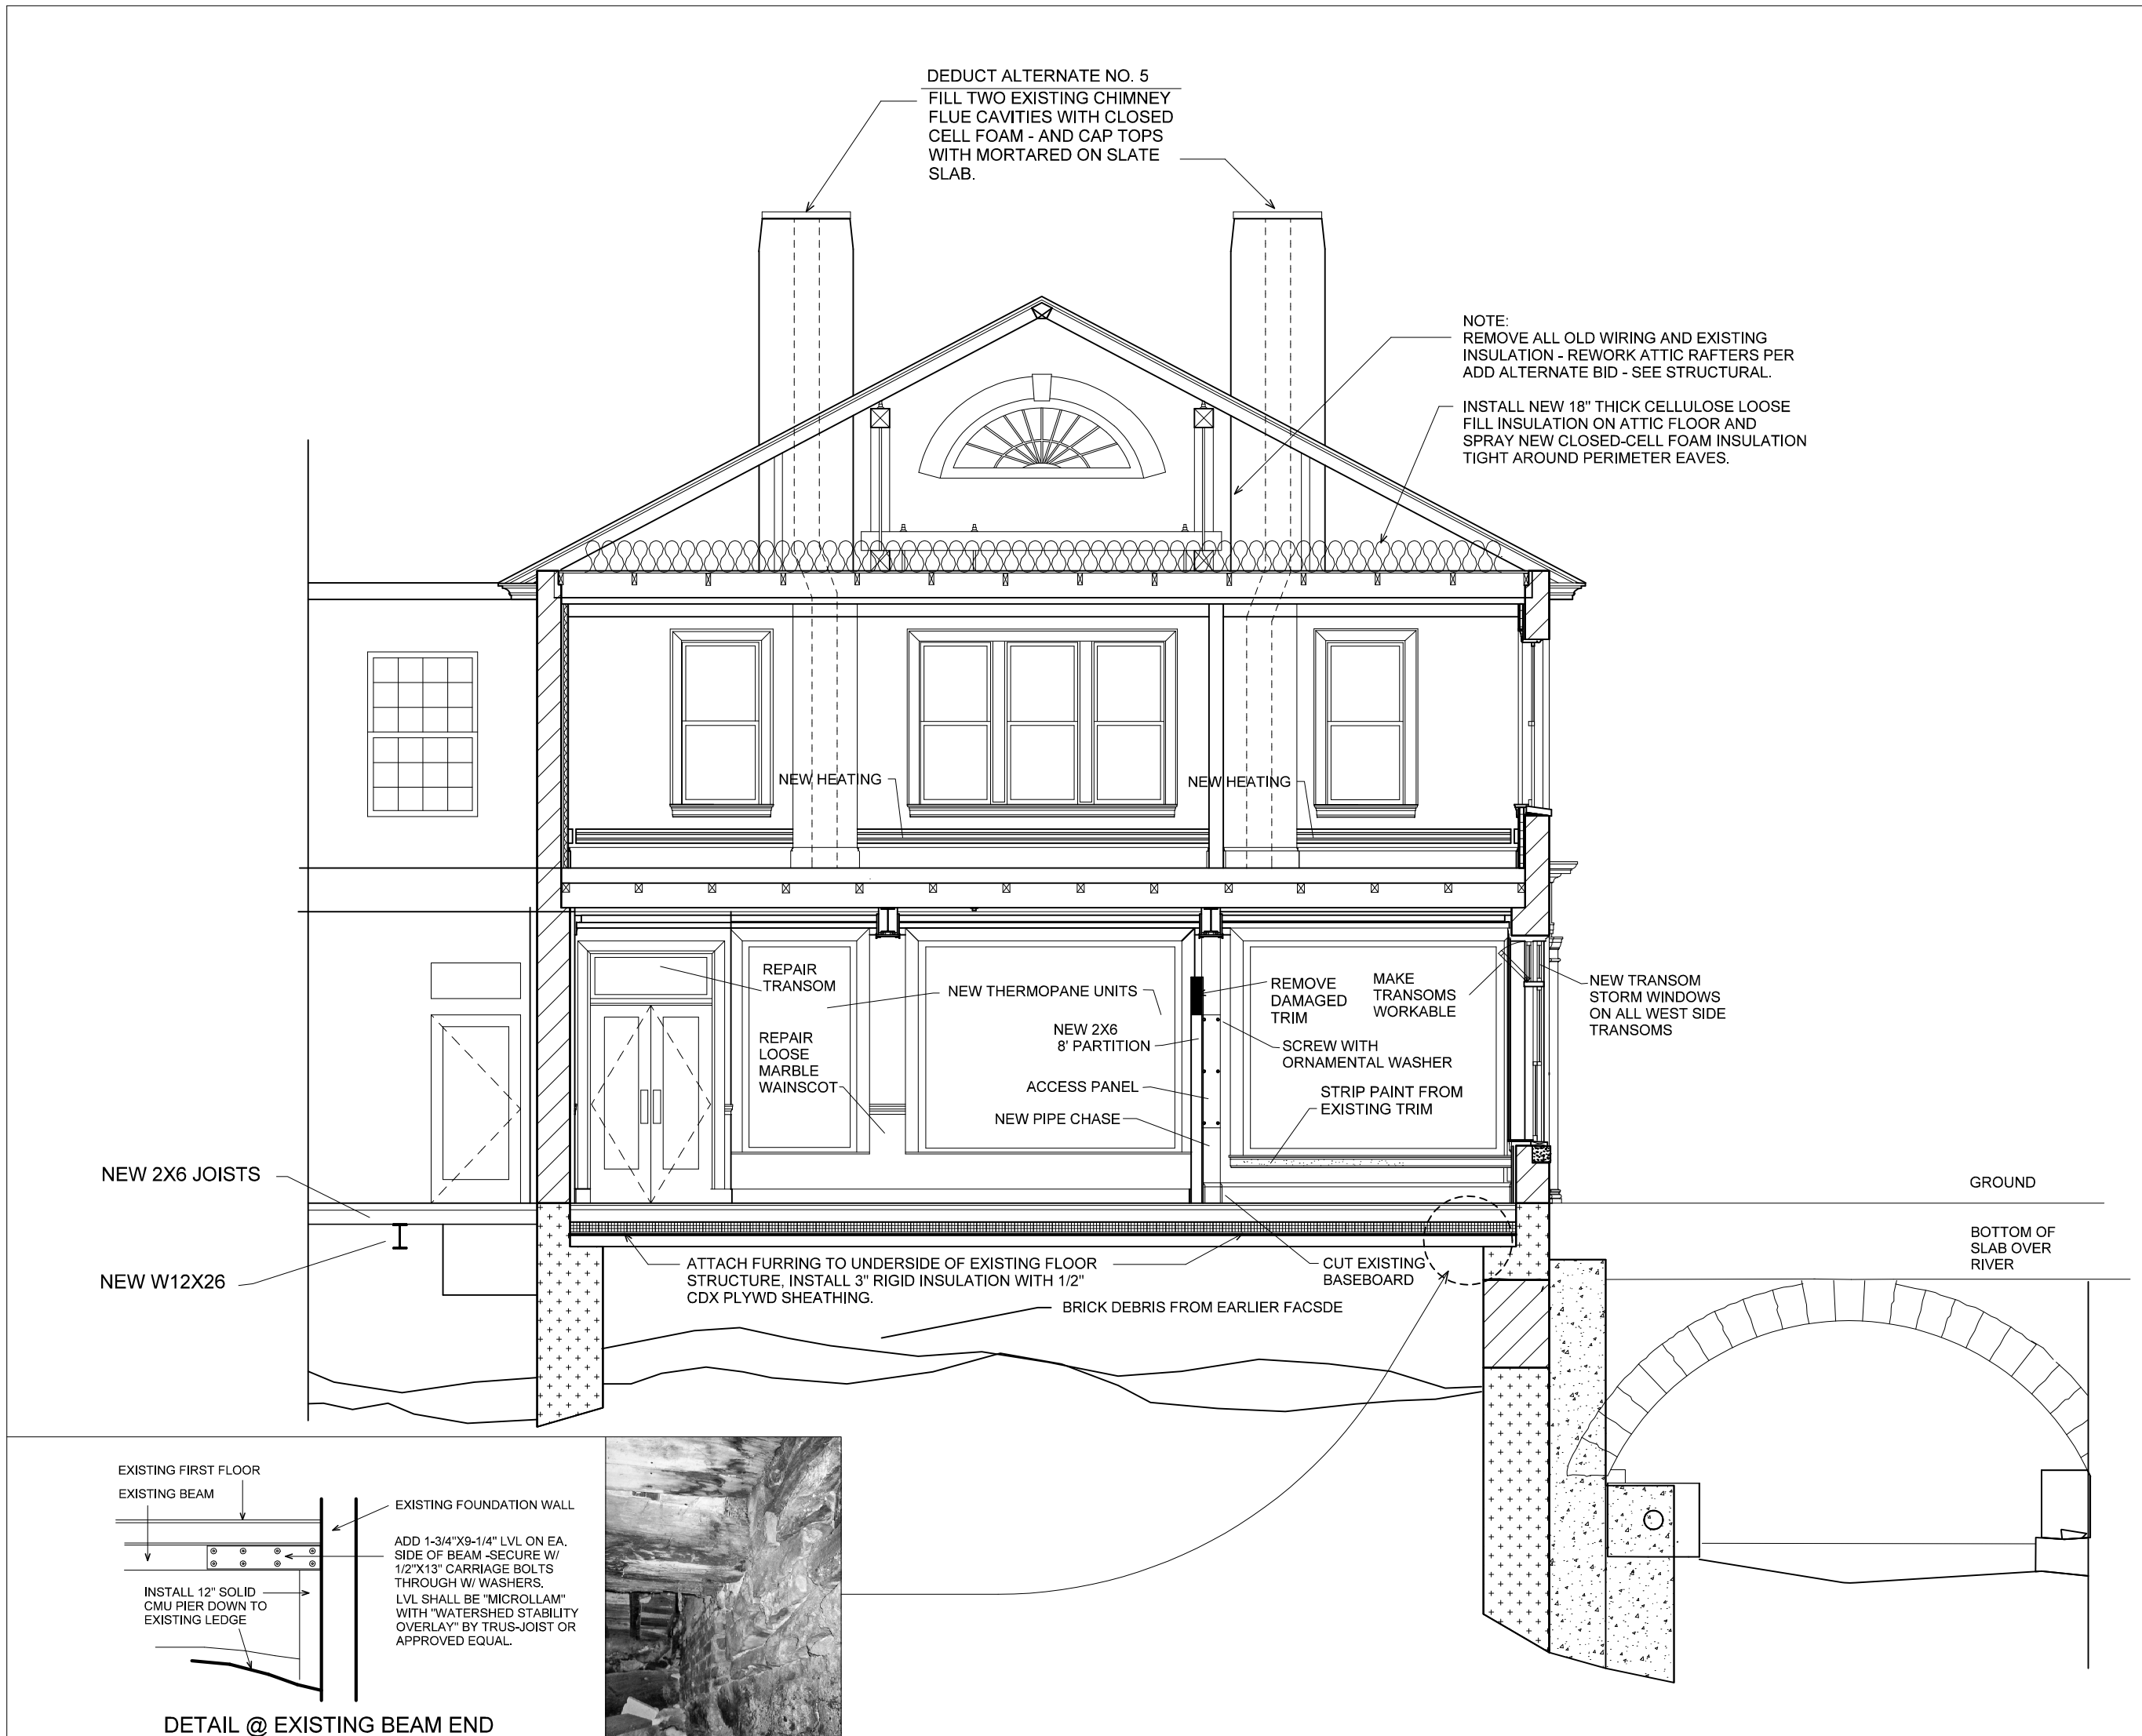 DEDUCT ALTERNATE NO. 5
FILL TWO EXISTING CHIMNEY
FLUE CAVITIES WITH CLOSED
CELL FOAM - AND CAP TOPS
WITH MORTARED ON SLATE
SLAB.
NOTE:
REMOVE ALL OLD WIRING AND EXISTING
INSULATION - REWORK ATTIC RAFTERS PER
ADD ALTERNATE BID - SEE STRUCTURAL.
INSTALL NEW 18" THICK CELLULOSE LOOSE
FILL INSULATION ON ATTIC FLOOR AND
SPRAY NEW CLOSED-CELL FOAM INSULATION
TIGHT AROUND PERIMETER EAVES.
NEW HEATING
NEW HEATING
REPAIR
TRANSOM
NEW THERMOPANE UNITS
REMOVE
DAMAGED
TRIM
MAKE
TRANSOMS
WORKABLE
NEW TRANSOM
STORM WINDOWS
ON ALL WEST SIDE
TRANSOMS
REPAIR
LOOSE
MARBLE
WAINSCOT
NEW 2X6
8' PARTITION
SCREW WITH
ORNAMENTAL WASHER
ACCESS PANEL
STRIP PAINT FROM
EXISTING TRIM
NEW PIPE CHASE
NEW 2X6 JOISTS
GROUND
BOTTOM OF
SLAB OVER
RIVER
NEW W12X26
ATTACH FURRING TO UNDERSIDE OF EXISTING FLOOR
STRUCTURE, INSTALL 3" RIGID INSULATION WITH 1/2"
CDX PLYWD SHEATHING.
CUT EXISTING
BASEBOARD
BRICK DEBRIS FROM EARLIER FACSDE
EXISTING FIRST FLOOR
EXISTING BEAM
EXISTING FOUNDATION WALL
ADD 1-3/4"X9-1/4" LVL ON EA.
SIDE OF BEAM -SECURE W/
1/2"X13" CARRIAGE BOLTS
THROUGH W/ WASHERS.
LVL SHALL BE "MICROLLAM"
WITH "WATERSHED STABILITY
OVERLAY" BY TRUS-JOIST OR
APPROVED EQUAL.
INSTALL 12" SOLID
CMU PIER DOWN TO
EXISTING LEDGE
DETAIL @ EXISTING BEAM END